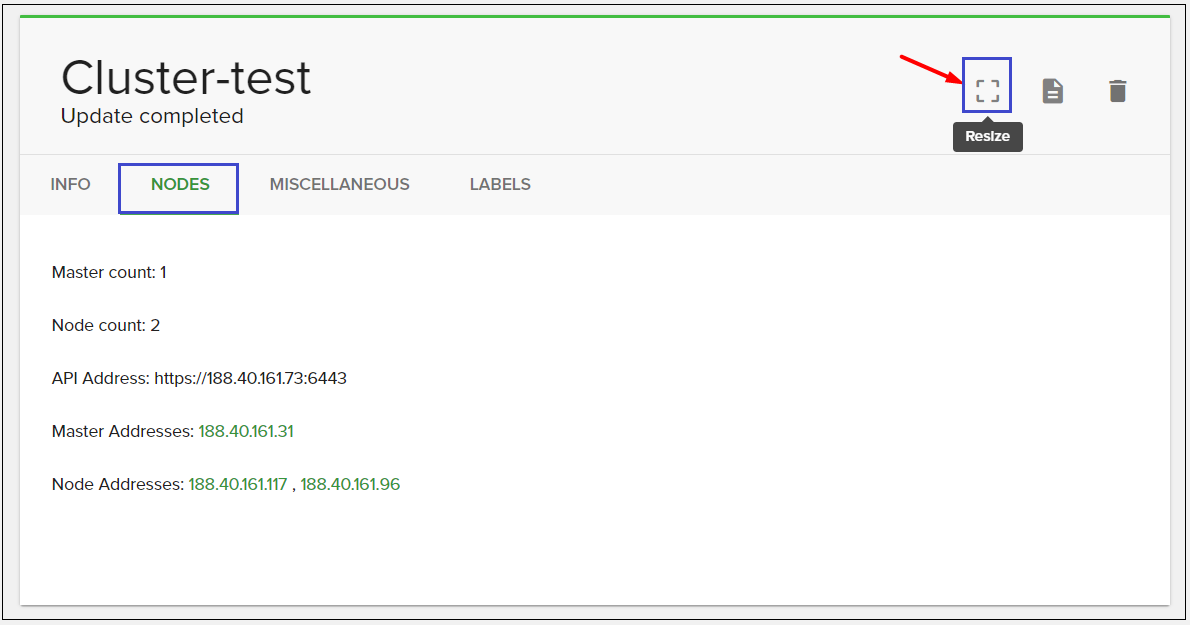 Cluster-test
Update completed
Resize
INFO NODES MISCELLANEOUS LABELS
Master count: 1
Node count: 2
API Address: https://188.40.161.73:6443
Master Addresses: 188.40.161.31
Node Addresses: 188.40.161.117 , 188.40.161.96